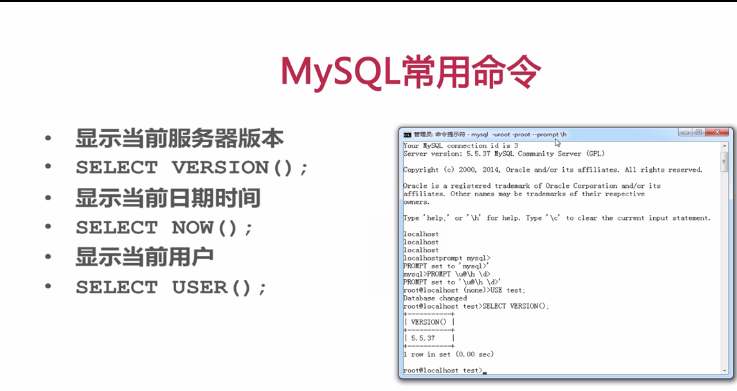 MySQL常用命令
• 显示当前服务器版本
• SELECT VERSION();
• 显示当前日期时间
• SELECT NOW();
• 显示当前用户
• SELECT USER();
管理员: 命令提示符 - mysql -uroot -proot --prompt \h
Your MySQL connection id is 3
Server version: 5.5.37 MySQL Community Server (GPL)
Copyright (c) 2000, 2014, Oracle and/or its affiliates. All rights reserved.
Oracle is a registered trademark of Oracle Corporation and/or its
affiliates. Other names may be trademarks of their respective
owners.
Type 'help;' or '\h' for help. Type '\c' to clear the current input statement.
localhost
localhost
localhost
localhostprompt mysql>
PROMPT set to 'mysql>'
mysql>PROMPT \u@\h \d>
PROMPT set to '\u@\h \d>'
root@localhost (none)>USE test;
Database changed
root@localhost test>SELECT VERSION();
+-----------+
| VERSION() |
+-----------+
| 5.5.37    |
+-----------+
1 row in set (0.00 sec)
root@localhost test>_